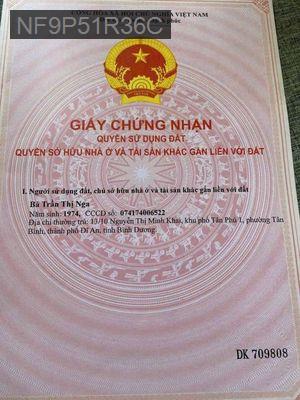 NF9P51R36C
CỘNG HÒA XÃ HỘI CHỦ NGHĨA VIỆT NAM
GIẤY CHỨNG NHẬN
QUYỀN SỬ DỤNG ĐẤT
QUYỀN SỞ HỮU NHÀ Ở VÀ TÀI SẢN KHÁC GẮN LIỀN VỚI ĐẤT
I. Người sử dụng đất, chủ sở hữu nhà ở và tài sản khác gắn liền với đất
Bà Trần Thị Nga
Năm sinh: 1974, CCCD số: 074174006522
Địa chỉ thường trú: 13/10 Nguyễn Thị Minh Khai, khu phố Tân Phú 1, phường Tân
Bình, thành phố Dĩ An, tỉnh Bình Dương.
DK 709808